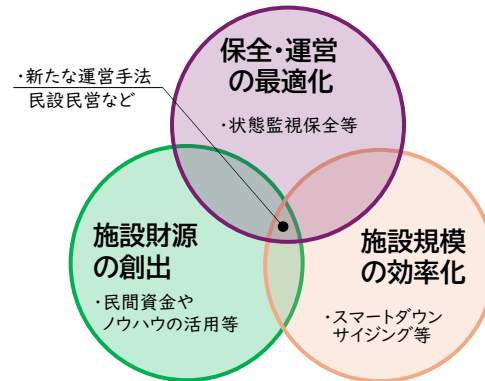 保全・運営
の最適化
・状態監視保全等
・新たな運営手法
民設民営など
施設財源
の創出
・民間資金や
ノウハウの活用等
施設規模
の効率化
・スマートダウン
サイジング等